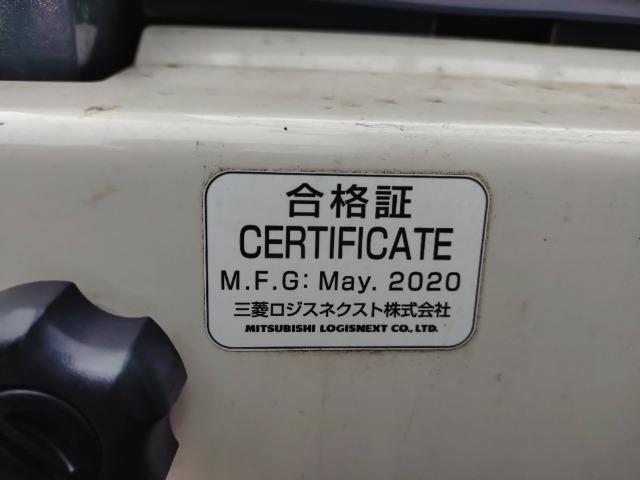 合格証
CERTIFICATE
M.F.G: May. 2020
三菱ロジスネクスト株式会社
MITSUBISHI LOGISNEXT CO., LTD.